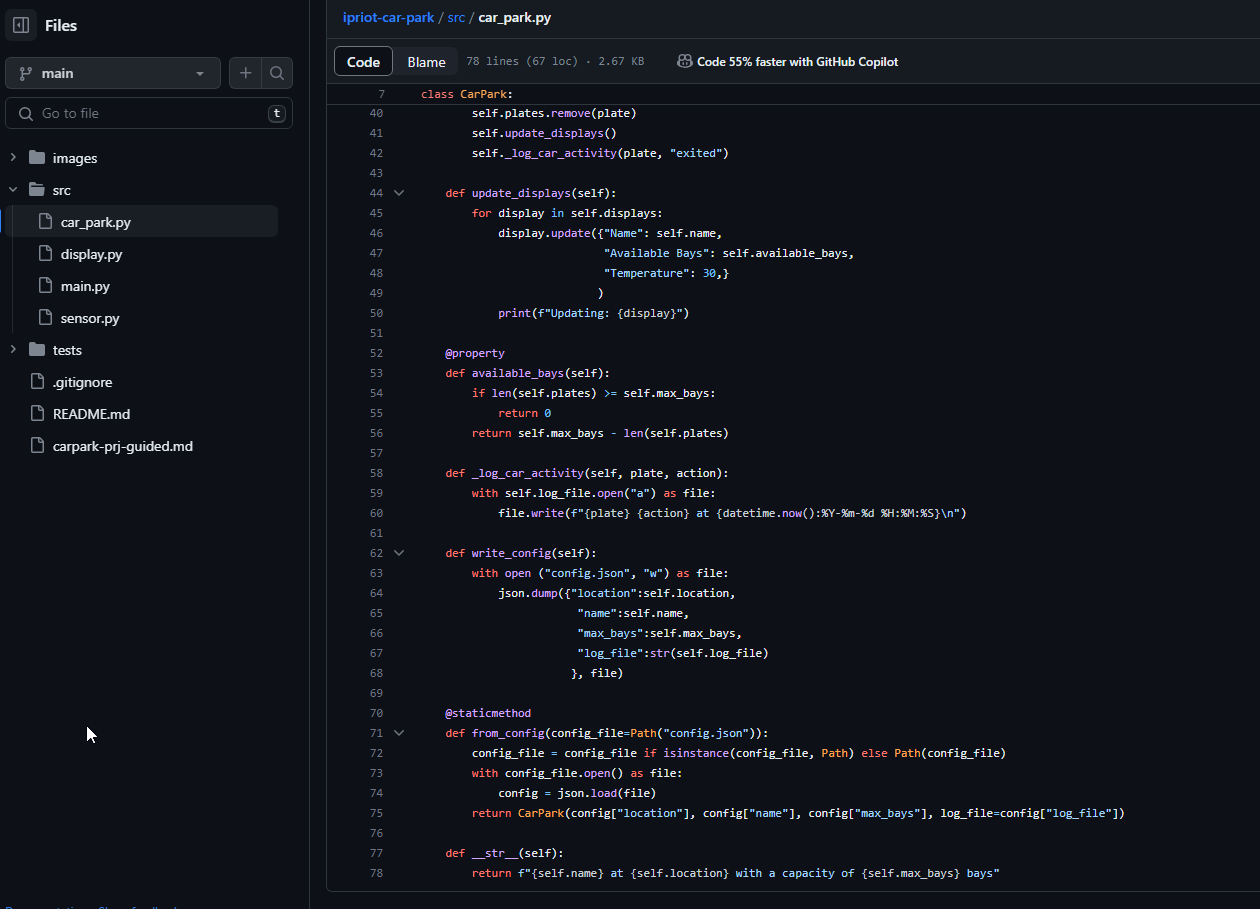 Files
main
Go to file
t
images
src
car_park.py
display.py
main.py
sensor.py
tests
.gitignore
README.md
carpark-prj-guided.md
ipriot-car-park / src / car_park.py
Code Blame 78 lines (67 loc) · 2.67 KB Code 55% faster with GitHub Copilot
7 class CarPark:
40 self.plates.remove(plate)
41 self.update_displays()
42 self._log_car_activity(plate, "exited")
43
44 def update_displays(self):
45 for display in self.displays:
46 display.update({"Name": self.name,
47 "Available Bays": self.available_bays,
48 "Temperature": 30,}
49 )
50 print(f"Updating: {display}")
51
52 @property
53 def available_bays(self):
54 if len(self.plates) >= self.max_bays:
55 return 0
56 return self.max_bays - len(self.plates)
57
58 def _log_car_activity(self, plate, action):
59 with self.log_file.open("a") as file:
60 file.write(f"{plate} {action} at {datetime.now():%Y-%m-%d %H:%M:%S}\n")
61
62 def write_config(self):
63 with open ("config.json", "w") as file:
64 json.dump({"location":self.location,
65 "name":self.name,
66 "max_bays":self.max_bays,
67 "log_file":str(self.log_file)
68 }, file)
69
70 @staticmethod
71 def from_config(config_file=Path("config.json")):
72 config_file = config_file if isinstance(config_file, Path) else Path(config_file)
73 with config_file.open() as file:
74 config = json.load(file)
75 return CarPark(config["location"], config["name"], config["max_bays"], log_file=config["log_file"])
76
77 def __str__(self):
78 return f"{self.name} at {self.location} with a capacity of {self.max_bays} bays"